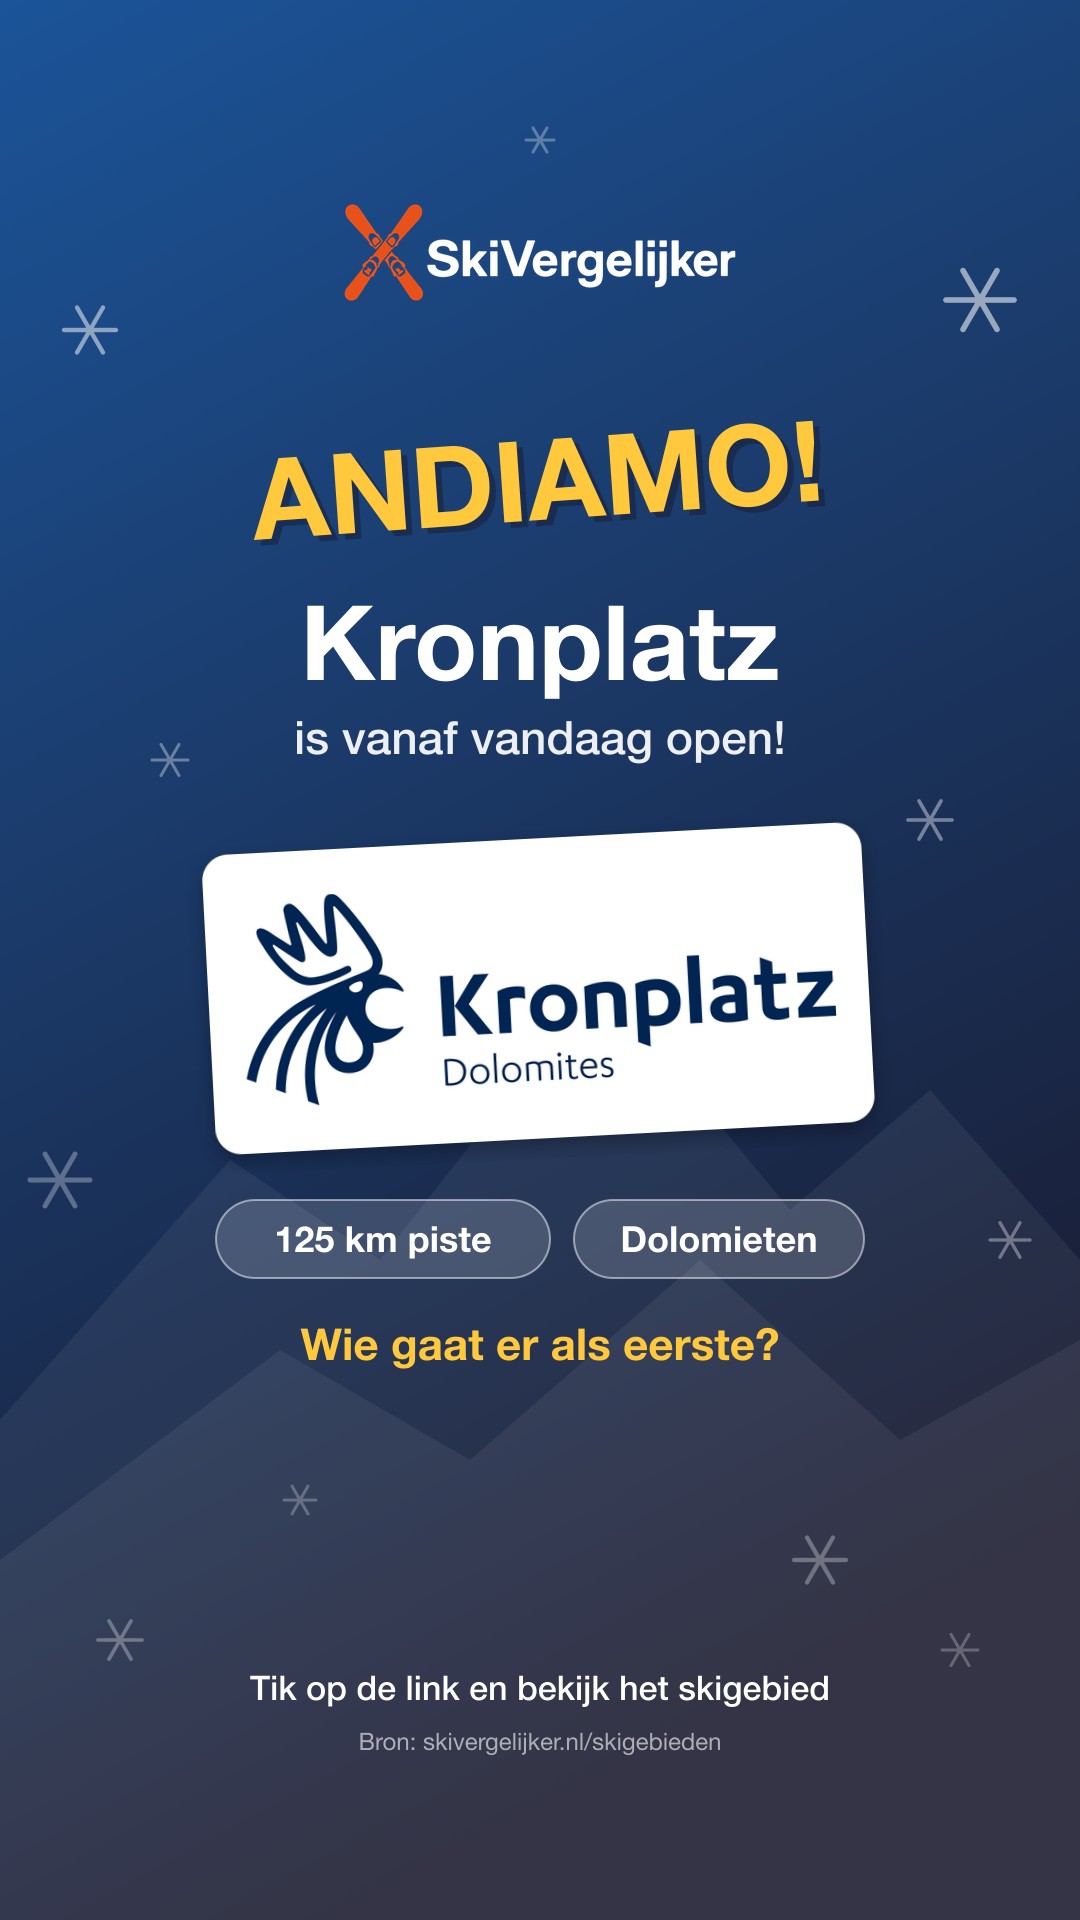 SkiVergelijker
ANDIAMO!
Kronplatz
is vanaf vandaag open!
Kronplatz
Dolomites
125 km piste
Dolomieten
Wie gaat er als eerste?
Tik op de link en bekijk het skigebied
Bron: skivergelijker.nl/skigebieden